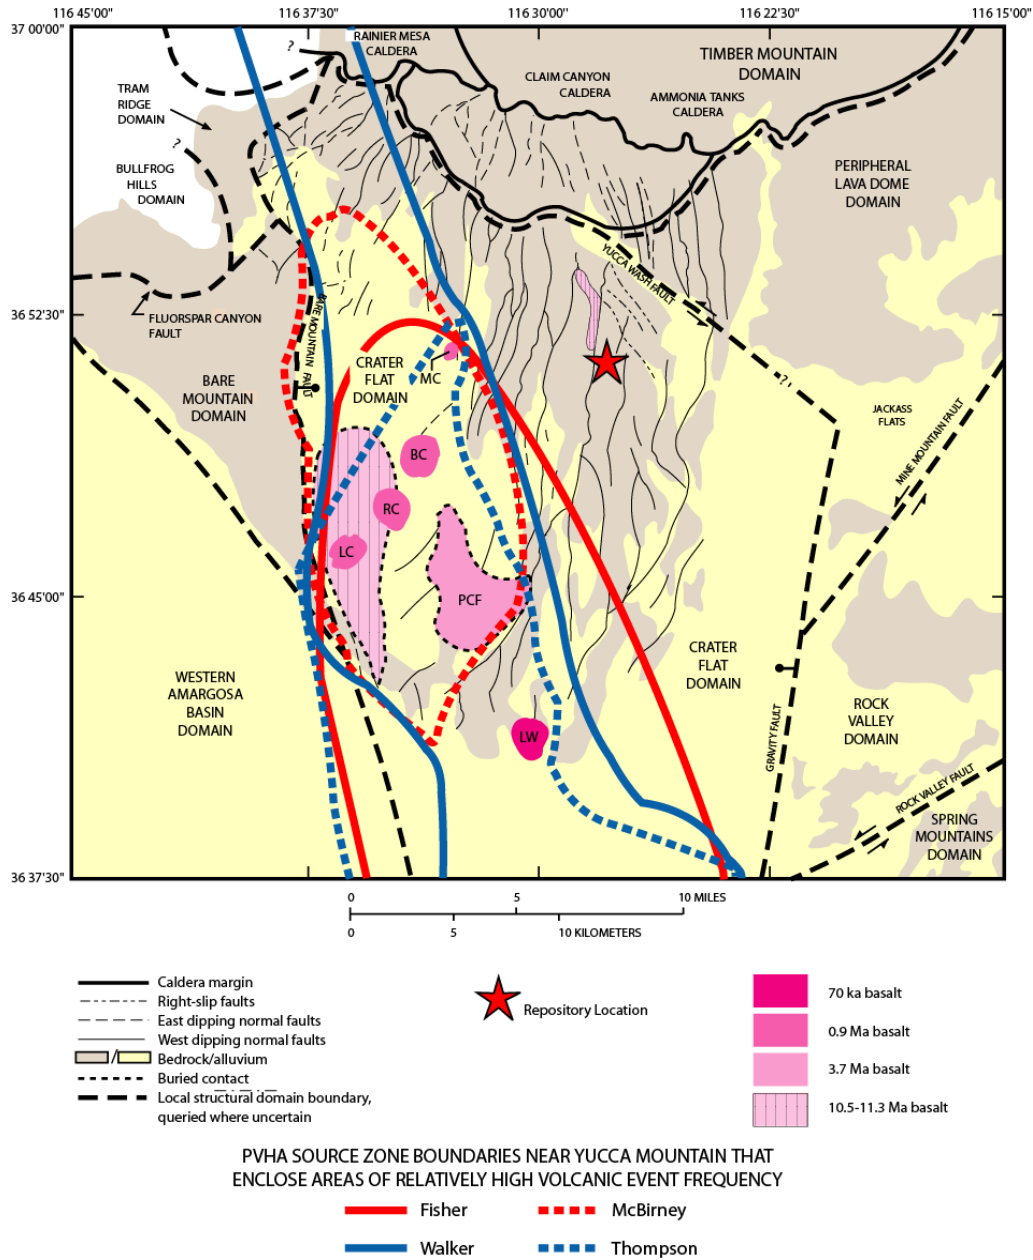 116 45'00"
116 37'30"
116 30'00"
116 22'30"
116 15'00"
37 00'00"
36 52'30"
36 45'00"
36 37'30"
RAINIER MESA
CALDERA
TIMBER MOUNTAIN
DOMAIN
CLAIM CANYON
CALDERA
AMMONIA TANKS
CALDERA
?
TRAM
RIDGE
DOMAIN
?
BULLFROG
HILLS
DOMAIN
PERIPHERAL
LAVA DOME
DOMAIN
YUCCA WASH FAULT
FLUORSPAR CANYON
FAULT
BARE MOUNTAIN FAULT
BARE
MOUNTAIN
DOMAIN
CRATER
FLAT
DOMAIN
MC
?
JACKASS
FLATS
MINE MOUNTAIN FAULT
BC
RC
LC
PCF
WESTERN
AMARGOSA
BASIN
DOMAIN
CRATER
FLAT
DOMAIN
LW
GRAVITY FAULT
ROCK
VALLEY
DOMAIN
ROCK VALLEY FAULT
SPRING
MOUNTAINS
DOMAIN
0 5 10 MILES
0 5 10 KILOMETERS
Caldera margin
Right-slip faults
East dipping normal faults
West dipping normal faults
/ Bedrock/alluvium
Buried contact
Local structural domain boundary,
queried where uncertain
Repository Location
70 ka basalt
0.9 Ma basalt
3.7 Ma basalt
10.5-11.3 Ma basalt
PVHA SOURCE ZONE BOUNDARIES NEAR YUCCA MOUNTAIN THAT
ENCLOSE AREAS OF RELATIVELY HIGH VOLCANIC EVENT FREQUENCY
Fisher
McBirney
Walker
Thompson